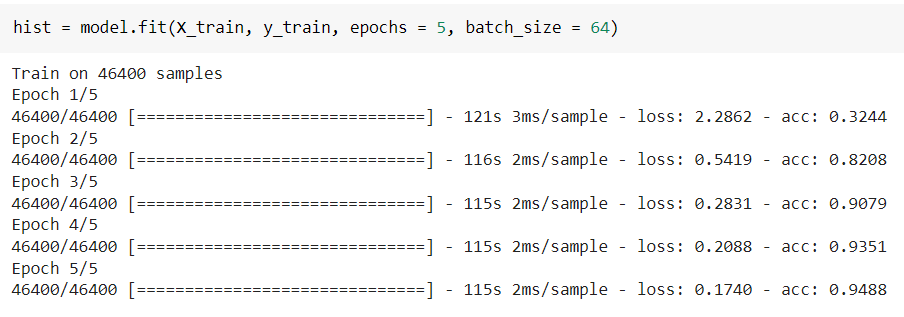 hist = model.fit(X_train, y_train, epochs = 5, batch_size = 64)
Train on 46400 samples
Epoch 1/5
46400/46400 [==============================] - 121s 3ms/sample - loss: 2.2862 - acc: 0.3244
Epoch 2/5
46400/46400 [==============================] - 116s 2ms/sample - loss: 0.5419 - acc: 0.8208
Epoch 3/5
46400/46400 [==============================] - 115s 2ms/sample - loss: 0.2831 - acc: 0.9079
Epoch 4/5
46400/46400 [==============================] - 115s 2ms/sample - loss: 0.2088 - acc: 0.9351
Epoch 5/5
46400/46400 [==============================] - 115s 2ms/sample - loss: 0.1740 - acc: 0.9488